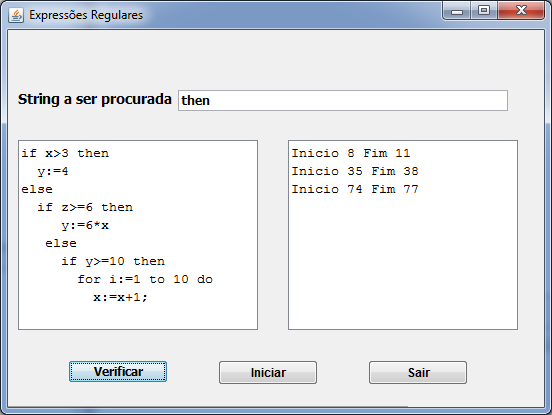 Expressões Regulares
String a ser procurada then
if x>3 then
  y:=4
else
  if z>=6 then
     y:=6*x
   else
     if y>=10 then
       for i:=1 to 10 do
         x:=x+1;
Inicio 8 Fim 11
Inicio 35 Fim 38
Inicio 74 Fim 77
Verificar Iniciar Sair